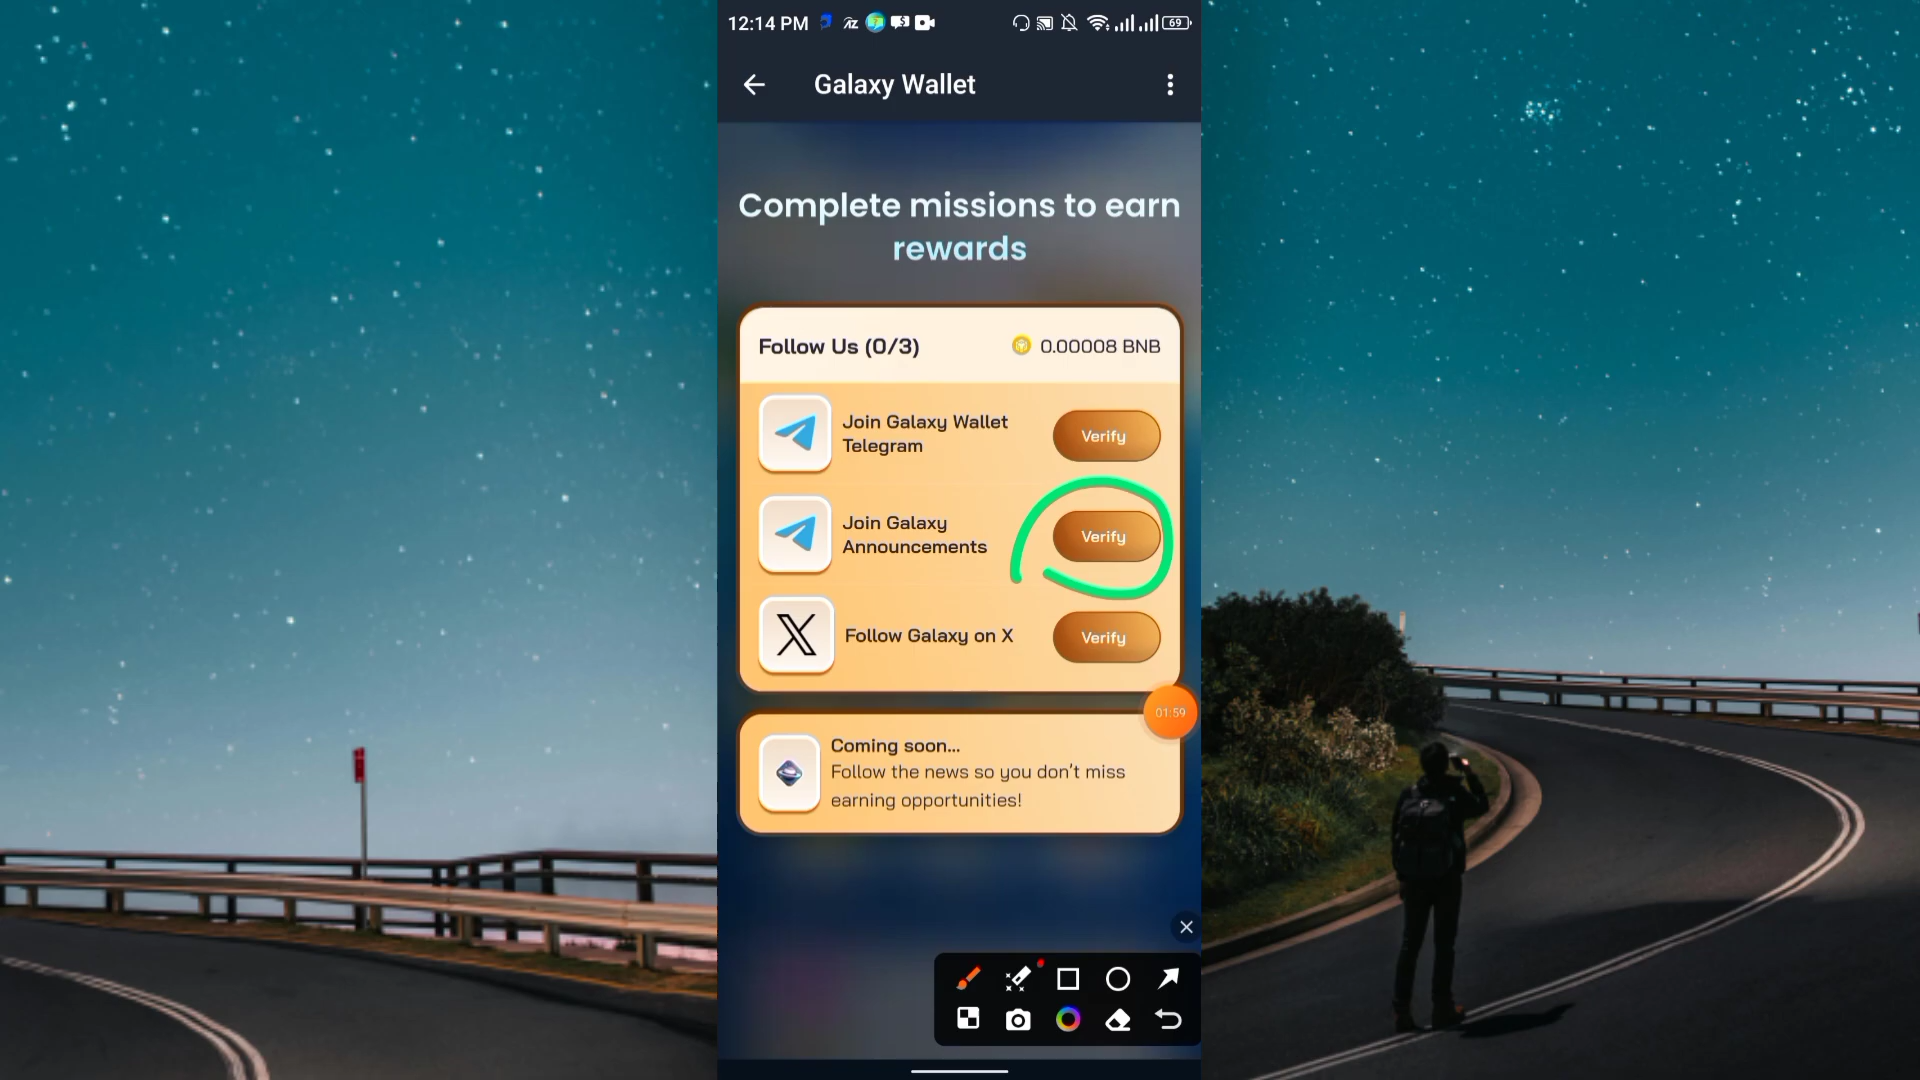 12:14 PM
69
Galaxy Wallet
Complete missions to earn
rewards
Follow Us (0/3)
0.00008 BNB
Join Galaxy Wallet
Telegram
Verify
Join Galaxy
Announcements
Verify
Follow Galaxy on X
Verify
01:59
Coming soon...
Follow the news so you don't miss
earning opportunities!